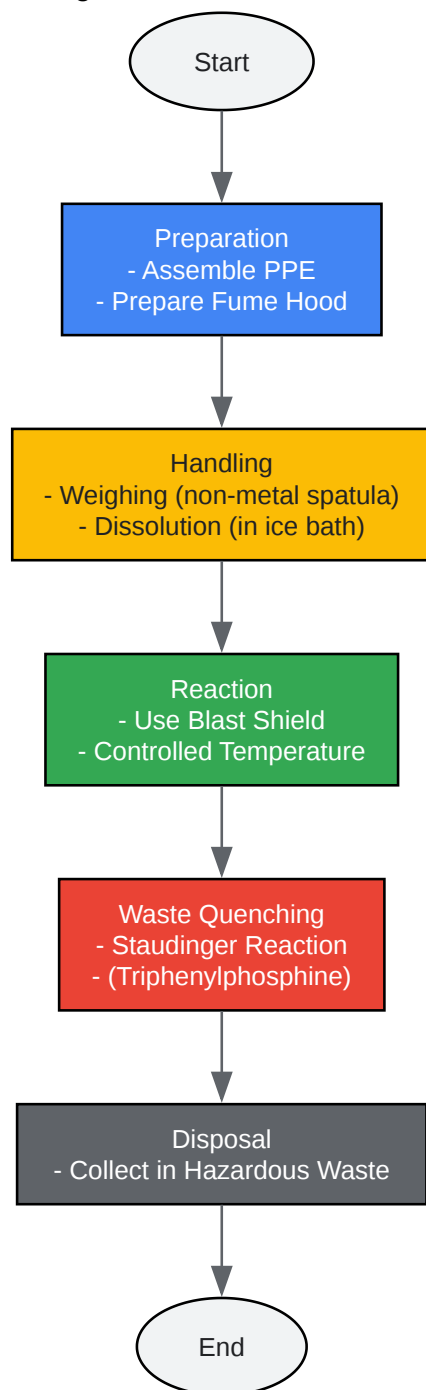 Start
Preparation
- Assemble PPE
- Prepare Fume Hood
Handling
- Weighing (non-metal spatula)
- Dissolution (in ice bath)
Reaction
- Use Blast Shield
- Controlled Temperature
Waste Quenching
- Staudinger Reaction
- (Triphenylphosphine)
Disposal
- Collect in Hazardous Waste
End